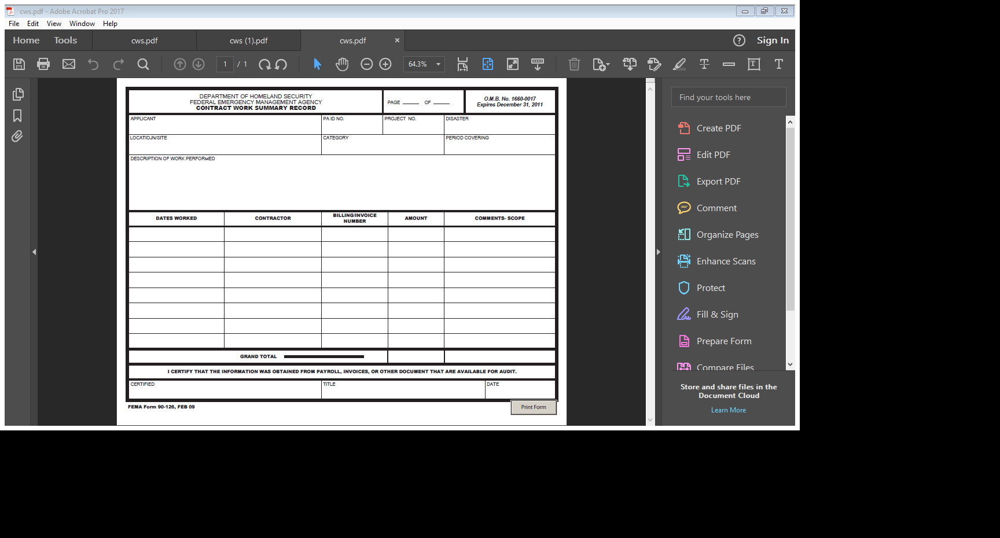 cws.pdf - Adobe Acrobat Pro 2017
File Edit View Window Help
Home Tools cws.pdf cws (1).pdf cws.pdf × ? Sign In
1 / 1 64.3%
DEPARTMENT OF HOMELAND SECURITY
FEDERAL EMERGENCY MANAGEMENT AGENCY
CONTRACT WORK SUMMARY RECORD
PAGE OF
O.M.B. No. 1660-0017
Expires December 31, 2011
APPLICANT PA ID NO. PROJECT NO. DISASTER
LOCATIOJN/SITE CATEGORY PERIOD COVERING
DESCRIPTION OF WORK PERFORMED
DATES WORKED CONTRACTOR BILLING/INVOICE NUMBER AMOUNT COMMENTS- SCOPE
GRAND TOTAL
I CERTIFY THAT THE INFORMATION WAS OBTAINED FROM PAYROLL, INVOICES, OR OTHER DOCUMENT THAT ARE AVAILABLE FOR AUDIT.
CERTIFIED TITLE DATE
FEMA Form 90-126, FEB 09
Print Form
Find your tools here
Create PDF
Edit PDF
Export PDF
Comment
Organize Pages
Enhance Scans
Protect
Fill & Sign
Prepare Form
Compare Files
Store and share files in the
Document Cloud
Learn More